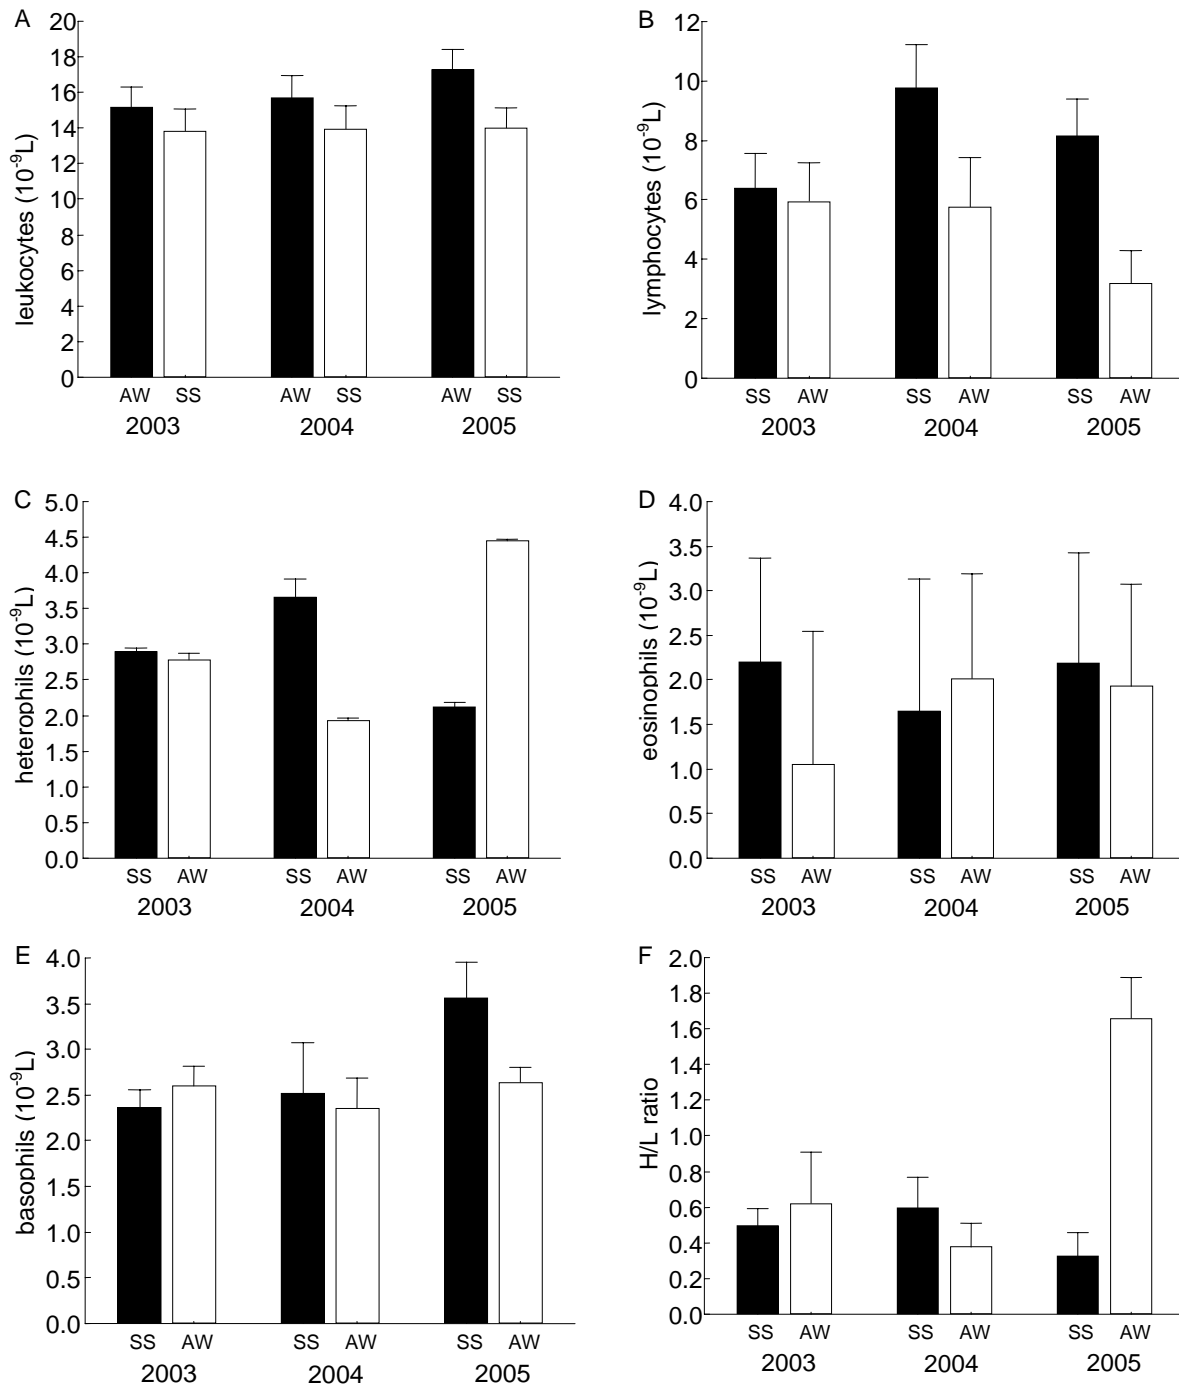 A
leukocytes (10⁻⁹L)
20
18
16
14
12
10
8
6
4
2
0
AW SS AW SS AW SS
2003 2004 2005
B
lymphocytes (10⁻⁹L)
12
10
8
6
4
2
0
SS AW SS AW SS AW
2003 2004 2005
C
heterophils (10⁻⁹L)
5.0
4.5
4.0
3.5
3.0
2.5
2.0
1.5
1.0
0.5
0.0
SS AW SS AW SS AW
2003 2004 2005
D
eosinophils (10⁻⁹L)
4.0
3.5
3.0
2.5
2.0
1.5
1.0
0.5
0.0
SS AW SS AW SS AW
2003 2004 2005
E
basophils (10⁻⁹L)
4.0
3.5
3.0
2.5
2.0
1.5
1.0
0.5
0.0
SS AW SS AW SS AW
2003 2004 2005
F
H/L ratio
2.0
1.8
1.6
1.4
1.2
1.0
0.8
0.6
0.4
0.2
0.0
SS AW SS AW SS AW
2003 2004 2005